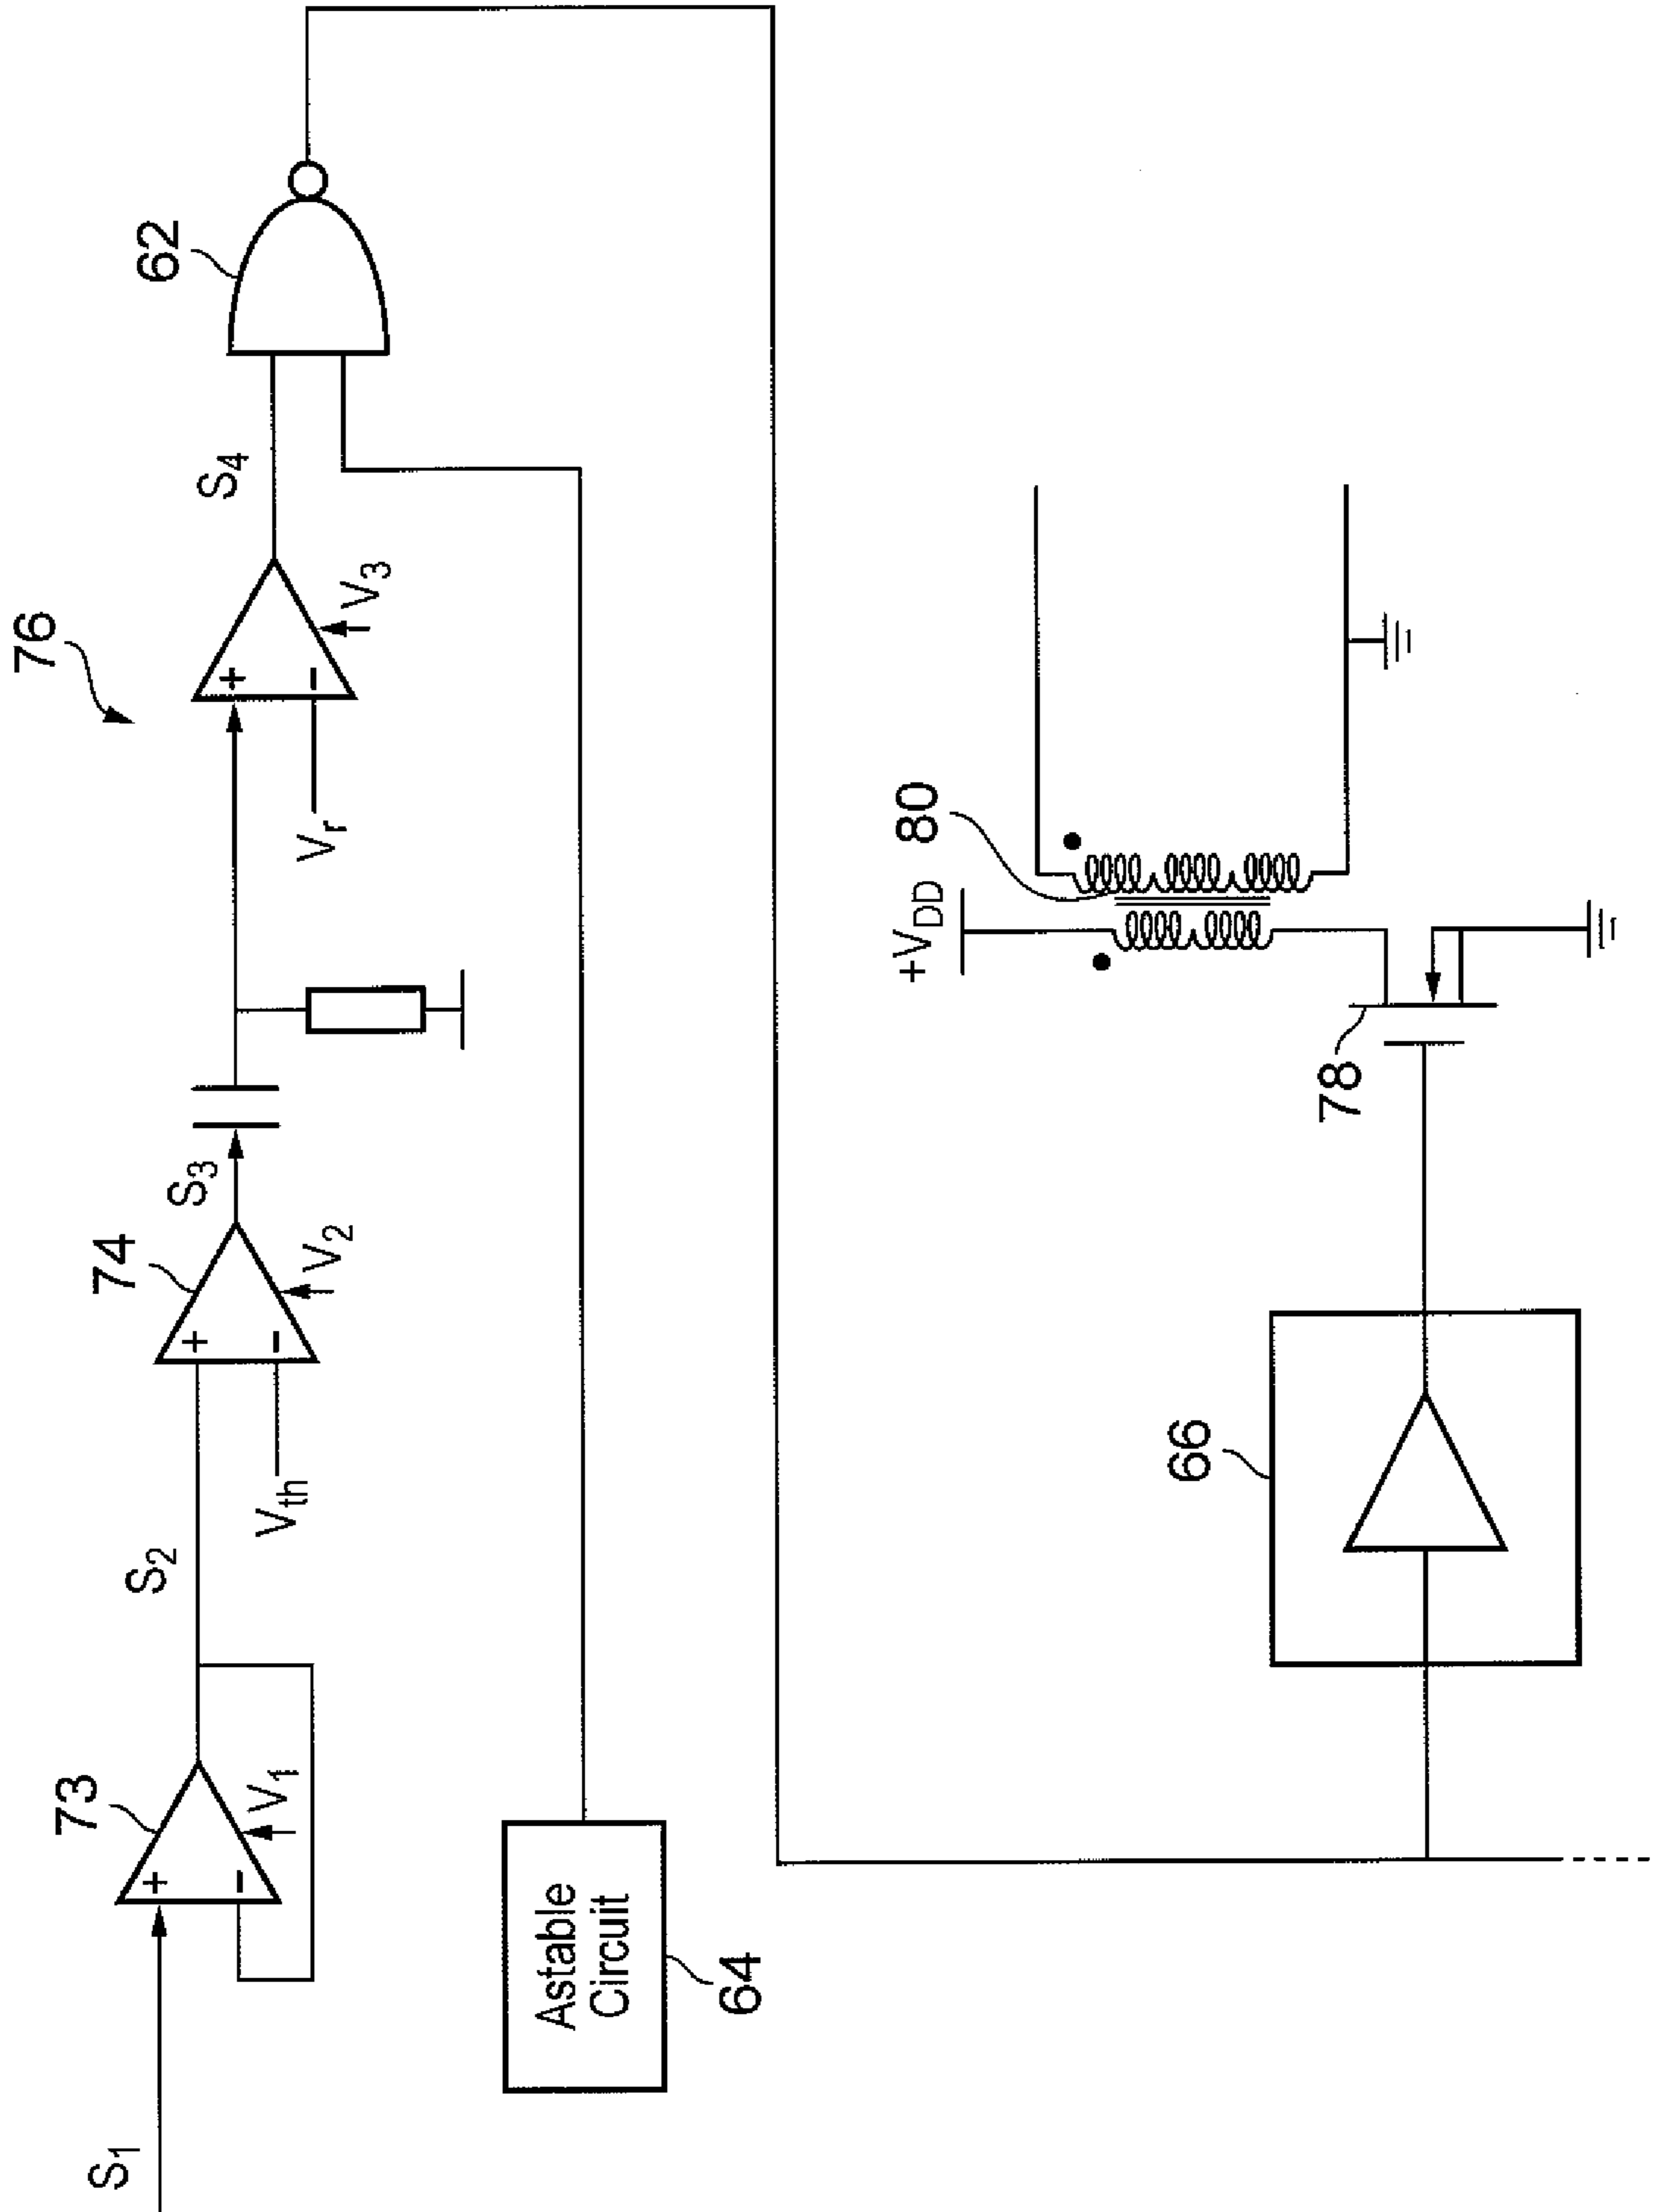 76
62
73
74
S₁
V₁
S₂
Vth
V₂
S₃
Vr
V₃
S₄
Astable
Circuit
64
66
78
+VDD
80